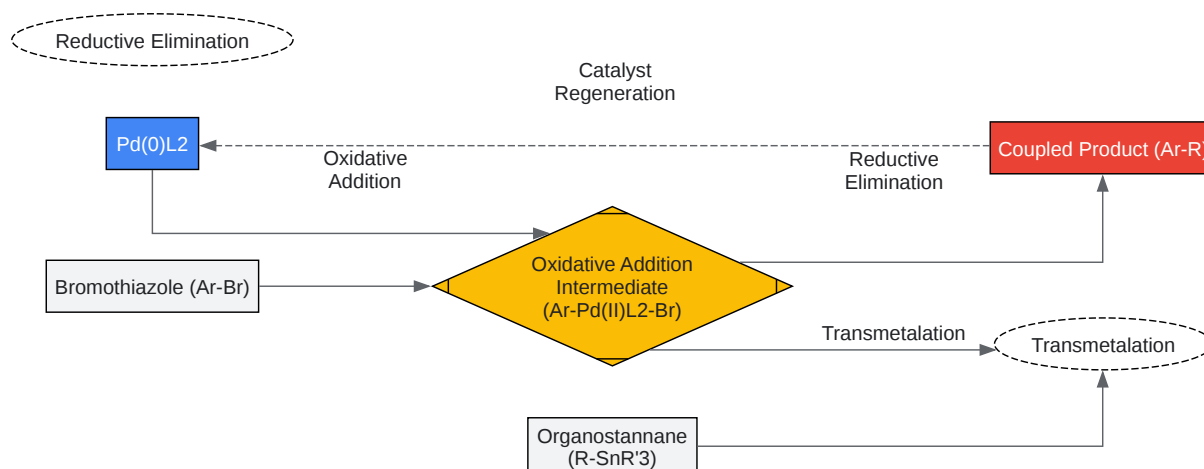 Reductive Elimination
Catalyst
Regeneration
Pd(0)L2
Coupled Product (Ar-R)
Oxidative
Addition
Reductive
Elimination
Bromothiazole (Ar-Br)
Oxidative Addition
Intermediate
(Ar-Pd(II)L2-Br)
Transmetalation
Transmetalation
Organostannane
(R-SnR'3)